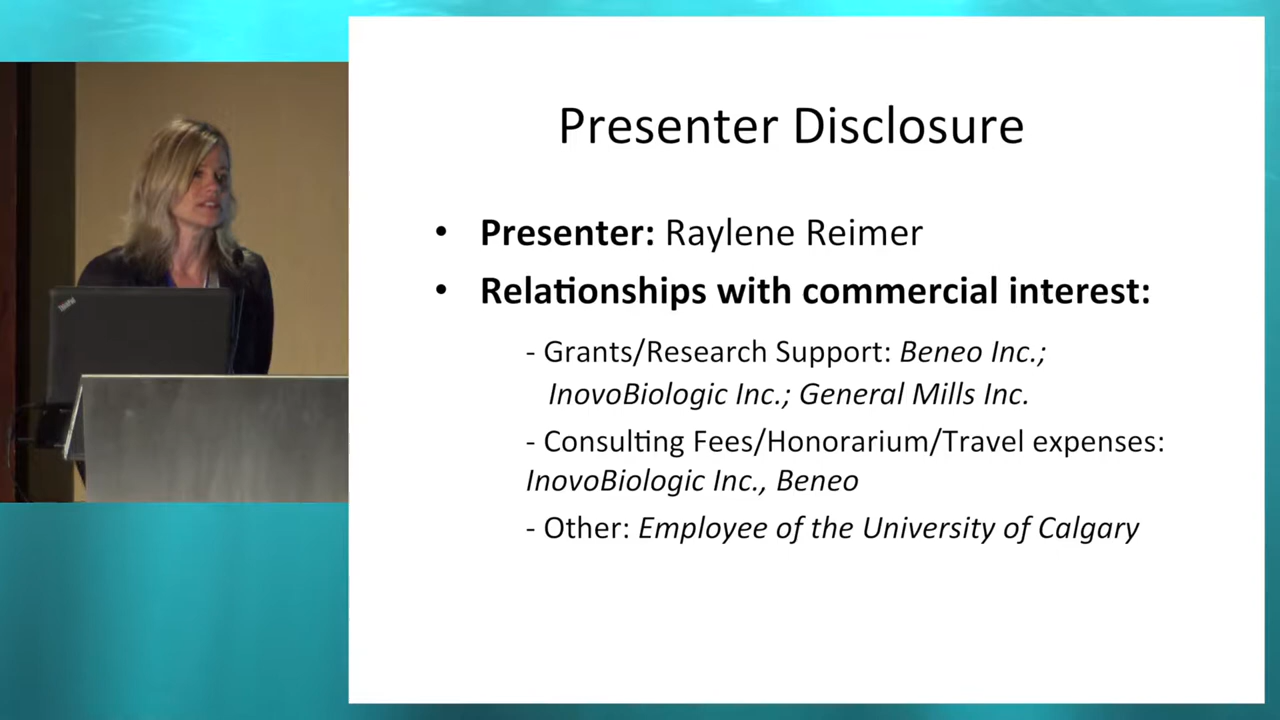 Presenter Disclosure
• Presenter: Raylene Reimer
• Relationships with commercial interest:
- Grants/Research Support: Beneo Inc.;
InovoBiologic Inc.; General Mills Inc.
- Consulting Fees/Honorarium/Travel expenses:
InovoBiologic Inc., Beneo
- Other: Employee of the University of Calgary
ThinkPad